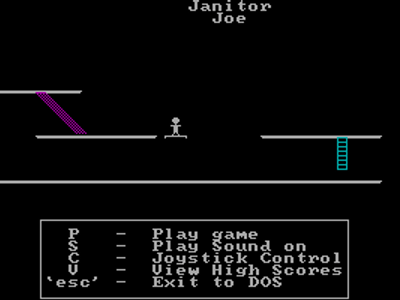 Janitor
Joe
P - Play game
S - Play Sound on
C - Joystick Control
V - View High Scores
'esc' - Exit to DOS